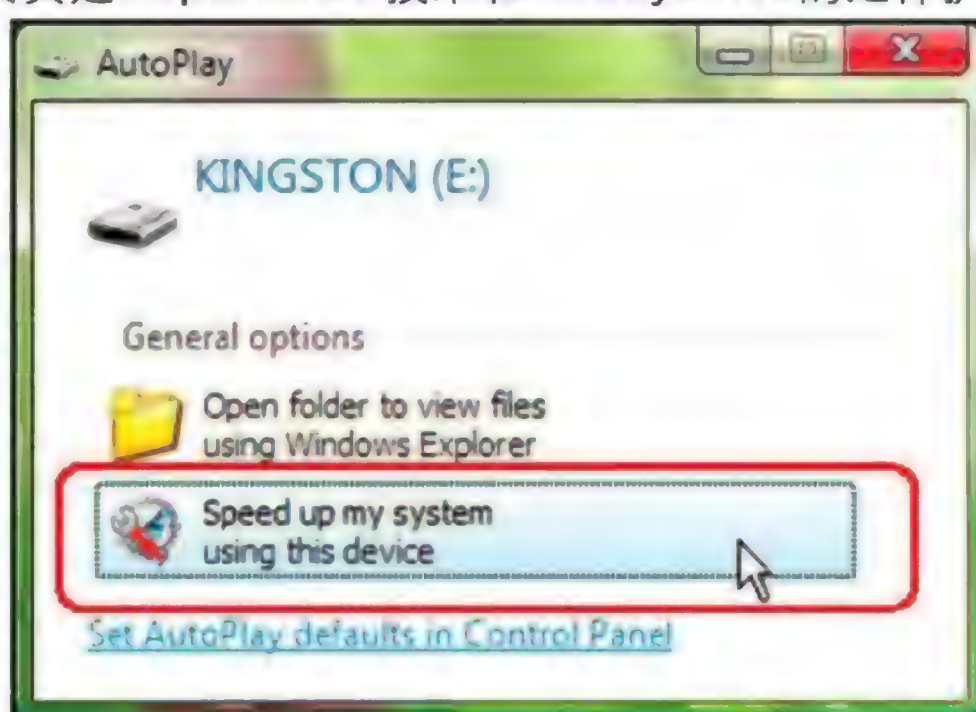 AutoPlay
KINGSTON (E:)
General options
Open folder to view files
using Windows Explorer
Speed up my system
using this device
Set AutoPlay defaults in Control Panel